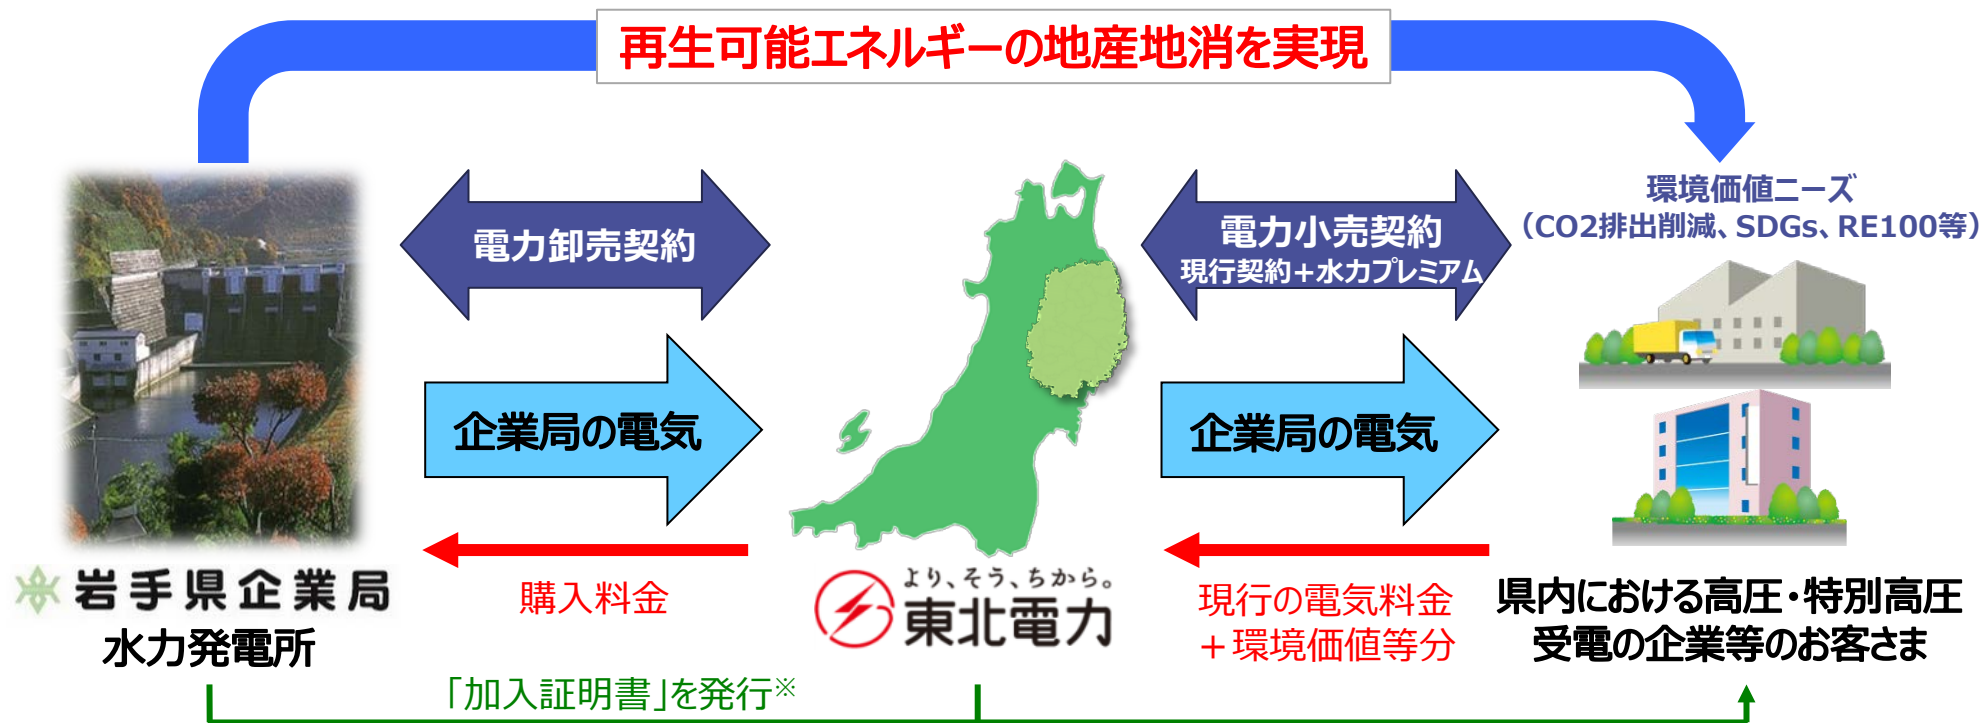 再生可能エネルギーの地産地消を実現
電力卸売契約
電力小売契約
現行契約+水力プレミアム
環境価値ニーズ
（CO2排出削減、SDGs、RE100等）
企業局の電気
企業局の電気
購入料金
現行の電気料金
+環境価値等分
岩手県企業局
水力発電所
より、そう、ちから。
東北電力
県内における高圧・特別高圧
受電の企業等のお客さま
「加入証明書」を発行※